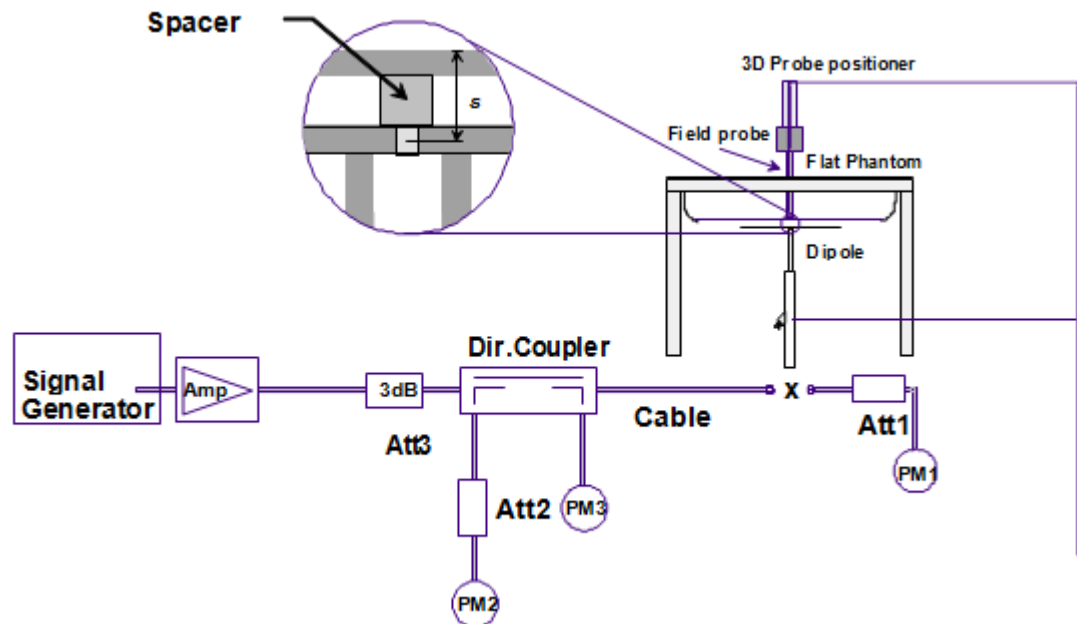 Spacer
s
3D Probe positioner
Field probe
Flat Phantom
Dipole
Signal
Generator
Amp
3dB
Att3
Dir.Coupler
Cable
x
Att1
PM1
Att2
PM3
PM2